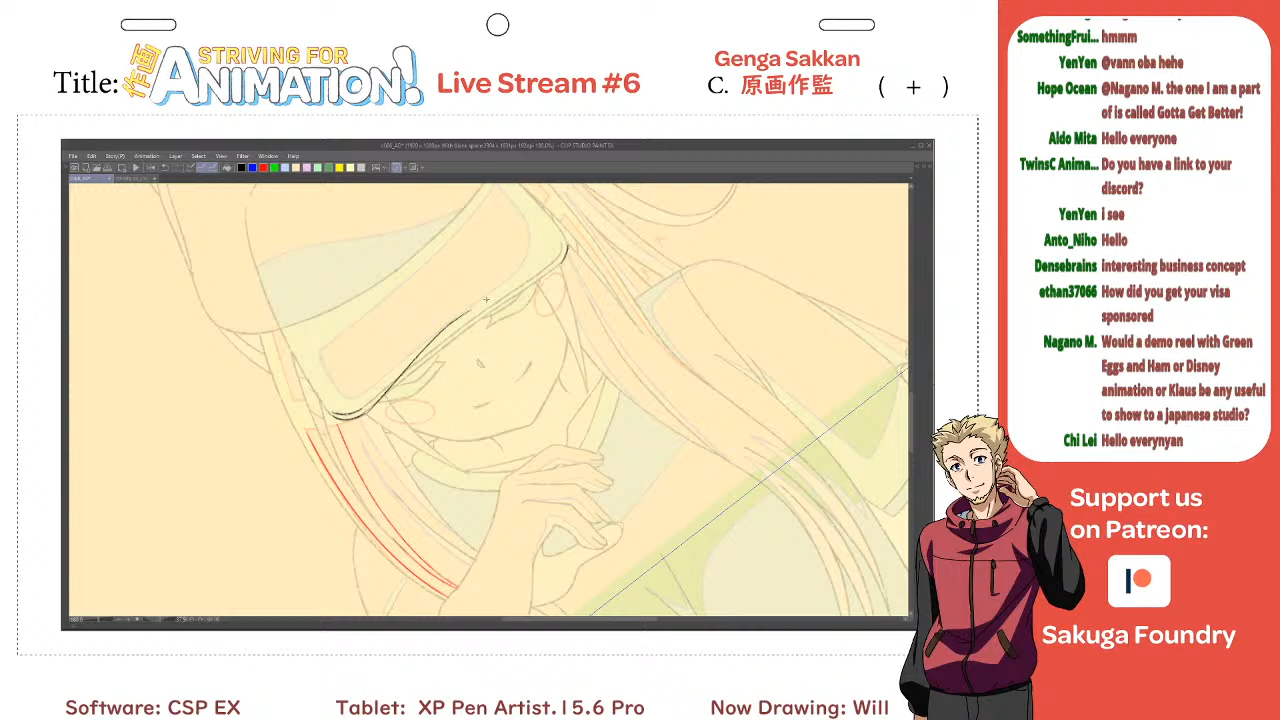 Title:
作画
STRIVING FOR
ANIMATION!
Live Stream #6
Genga Sakkan
C. 原画作監 ( + )
File Edit Story(P) Animation Layer Select View Filter Window Help
SomethingFrui... hmmm
YenYen @vann oba hehe
Hope Ocean @Nagano M. the one I am a part
of is called Gotta Get Better!
Aldo Mita Hello everyone
TwinsC Anima... Do you have a link to your
discord?
YenYen i see
Anto_Niho Hello
Densebrains interesting business concept
ethan37066 How did you get your visa
sponsored
Nagano M. Would a demo reel with Green
Eggs and Ham or Disney
animation or Klaus be any useful
to show to a japanese studio?
Chi Lei Hello everynyan
Support us
on Patreon:
Sakuga Foundry
Software: CSP EX
Tablet: XP Pen Artist.15.6 Pro
Now Drawing: Will